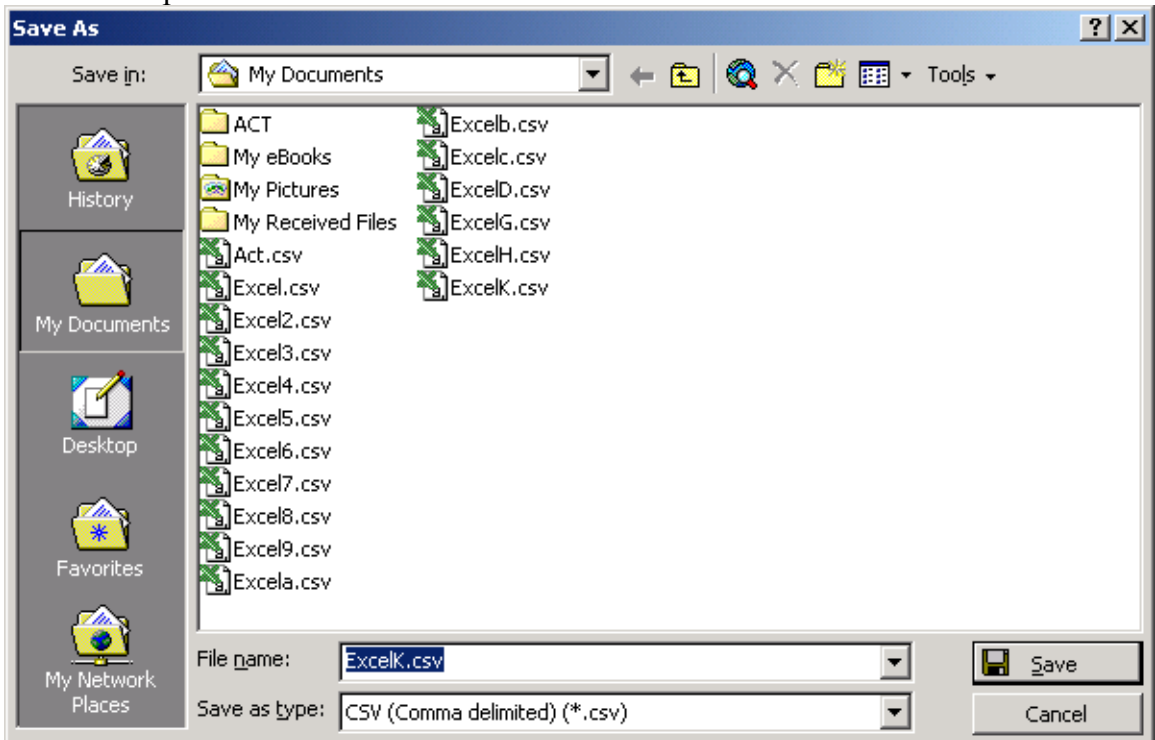 Save As
Save in:
My Documents
Tools
History
My Documents
Desktop
Favorites
My Network
Places
ACT
My eBooks
My Pictures
My Received Files
Act.csv
Excel.csv
Excel2.csv
Excel3.csv
Excel4.csv
Excel5.csv
Excel6.csv
Excel7.csv
Excel8.csv
Excel9.csv
Excela.csv
Excelb.csv
Excelc.csv
ExcelD.csv
ExcelG.csv
ExcelH.csv
ExcelK.csv
File name:
ExcelK.csv
Save
Save as type:
CSV (Comma delimited) (*.csv)
Cancel